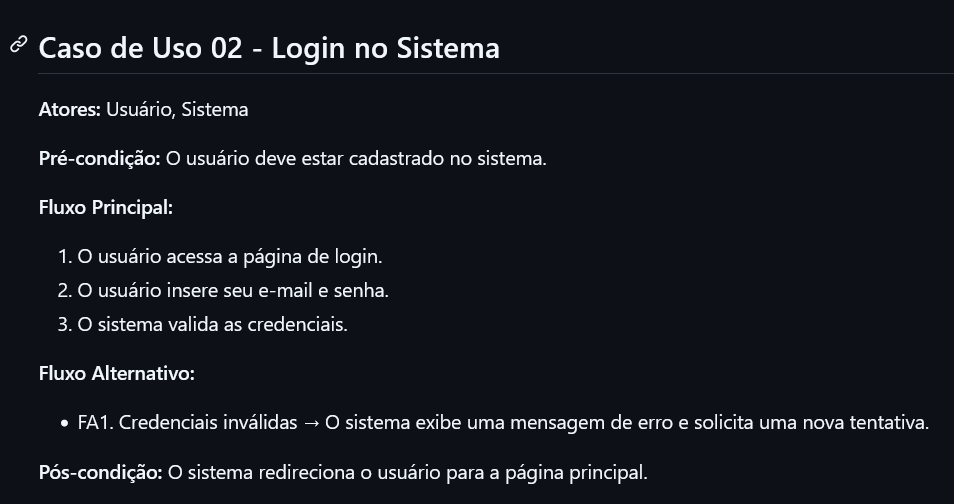 Caso de Uso 02 - Login no Sistema
Atores: Usuário, Sistema
Pré-condição: O usuário deve estar cadastrado no sistema.
Fluxo Principal:
1. O usuário acessa a página de login.
2. O usuário insere seu e-mail e senha.
3. O sistema valida as credenciais.
Fluxo Alternativo:
• FA1. Credenciais inválidas → O sistema exibe uma mensagem de erro e solicita uma nova tentativa.
Pós-condição: O sistema redireciona o usuário para a página principal.